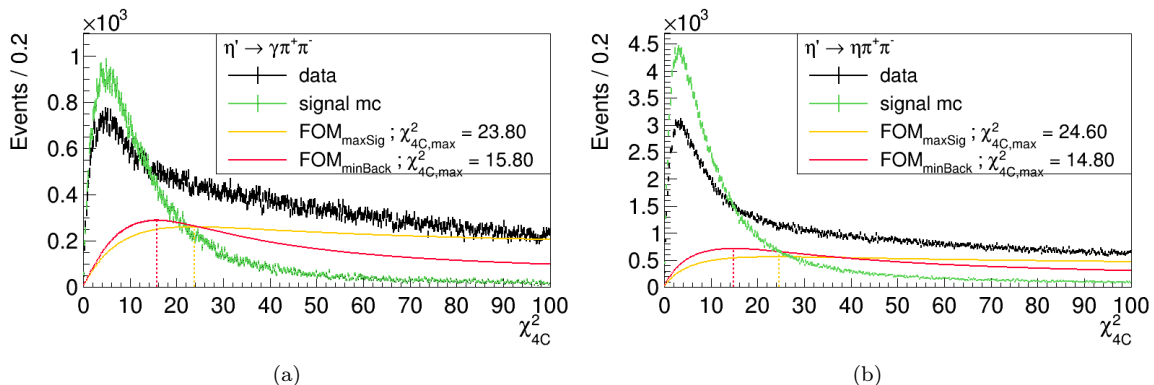 ×10³
Events / 0.2
1
0.8
0.6
0.4
0.2
0
η' → γπ⁺π⁻
data
signal mc
FOM_maxSig ; χ²_4C,max = 23.80
FOM_minBack ; χ²_4C,max = 15.80
0 10 20 30 40 50 60 70 80 90 100
χ²_4C
(a)
×10³
Events / 0.2
4.5
4
3.5
3
2.5
2
1.5
1
0.5
0
η' → ηπ⁺π⁻
data
signal mc
FOM_maxSig ; χ²_4C,max = 24.60
FOM_minBack ; χ²_4C,max = 14.80
0 10 20 30 40 50 60 70 80 90 100
χ²_4C
(b)